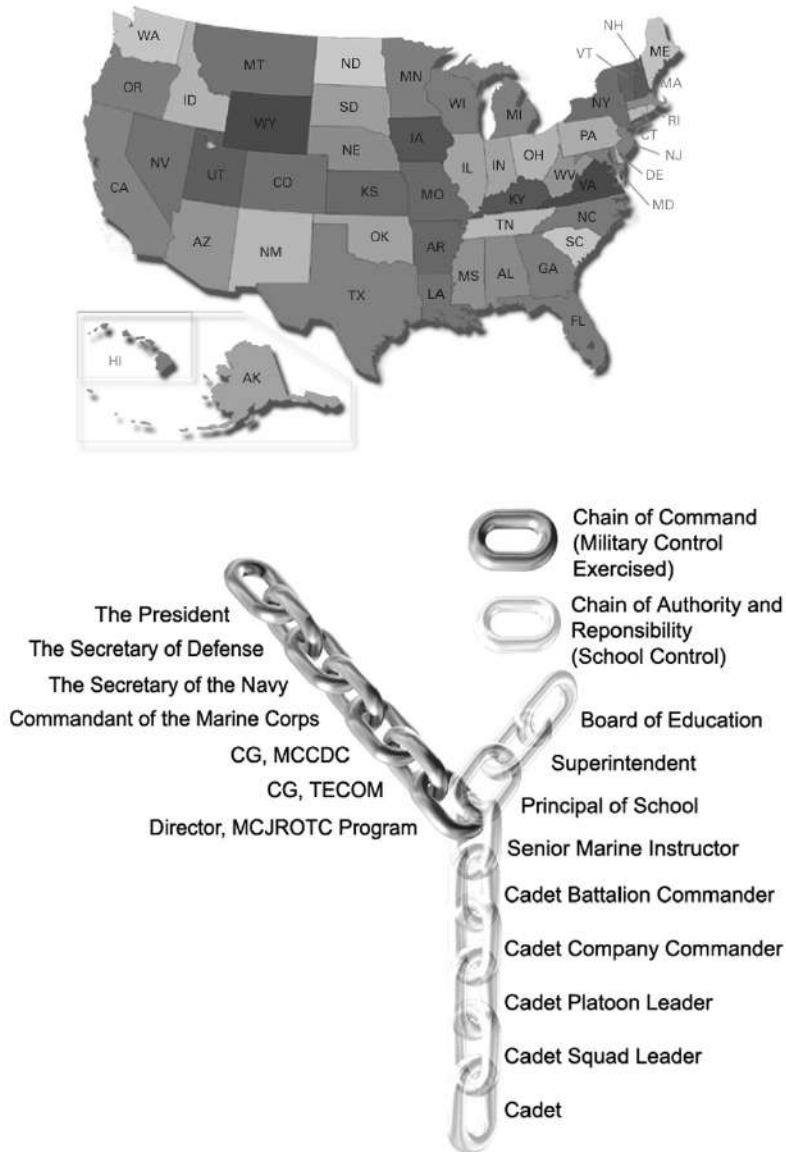 WA
MT
ND
MN
OR
ID
SD
WI
MI
WY
NE
IA
NV
UT
CO
KS
MO
IL
IN
OH
PA
NY
VT
NH
ME
MA
RI
CT
NJ
DE
MD
WV
VA
KY
NC
TN
SC
CA
AZ
NM
OK
AR
TX
LA
MS
AL
GA
FL
HI
AK
Chain of Command
(Military Control
Exercised)
Chain of Authority and
Reponsibility
(School Control)
The President
The Secretary of Defense
The Secretary of the Navy
Commandant of the Marine Corps
CG, MCCDC
CG, TECOM
Director, MCJROTC Program
Board of Education
Superintendent
Principal of School
Senior Marine Instructor
Cadet Battalion Commander
Cadet Company Commander
Cadet Platoon Leader
Cadet Squad Leader
Cadet